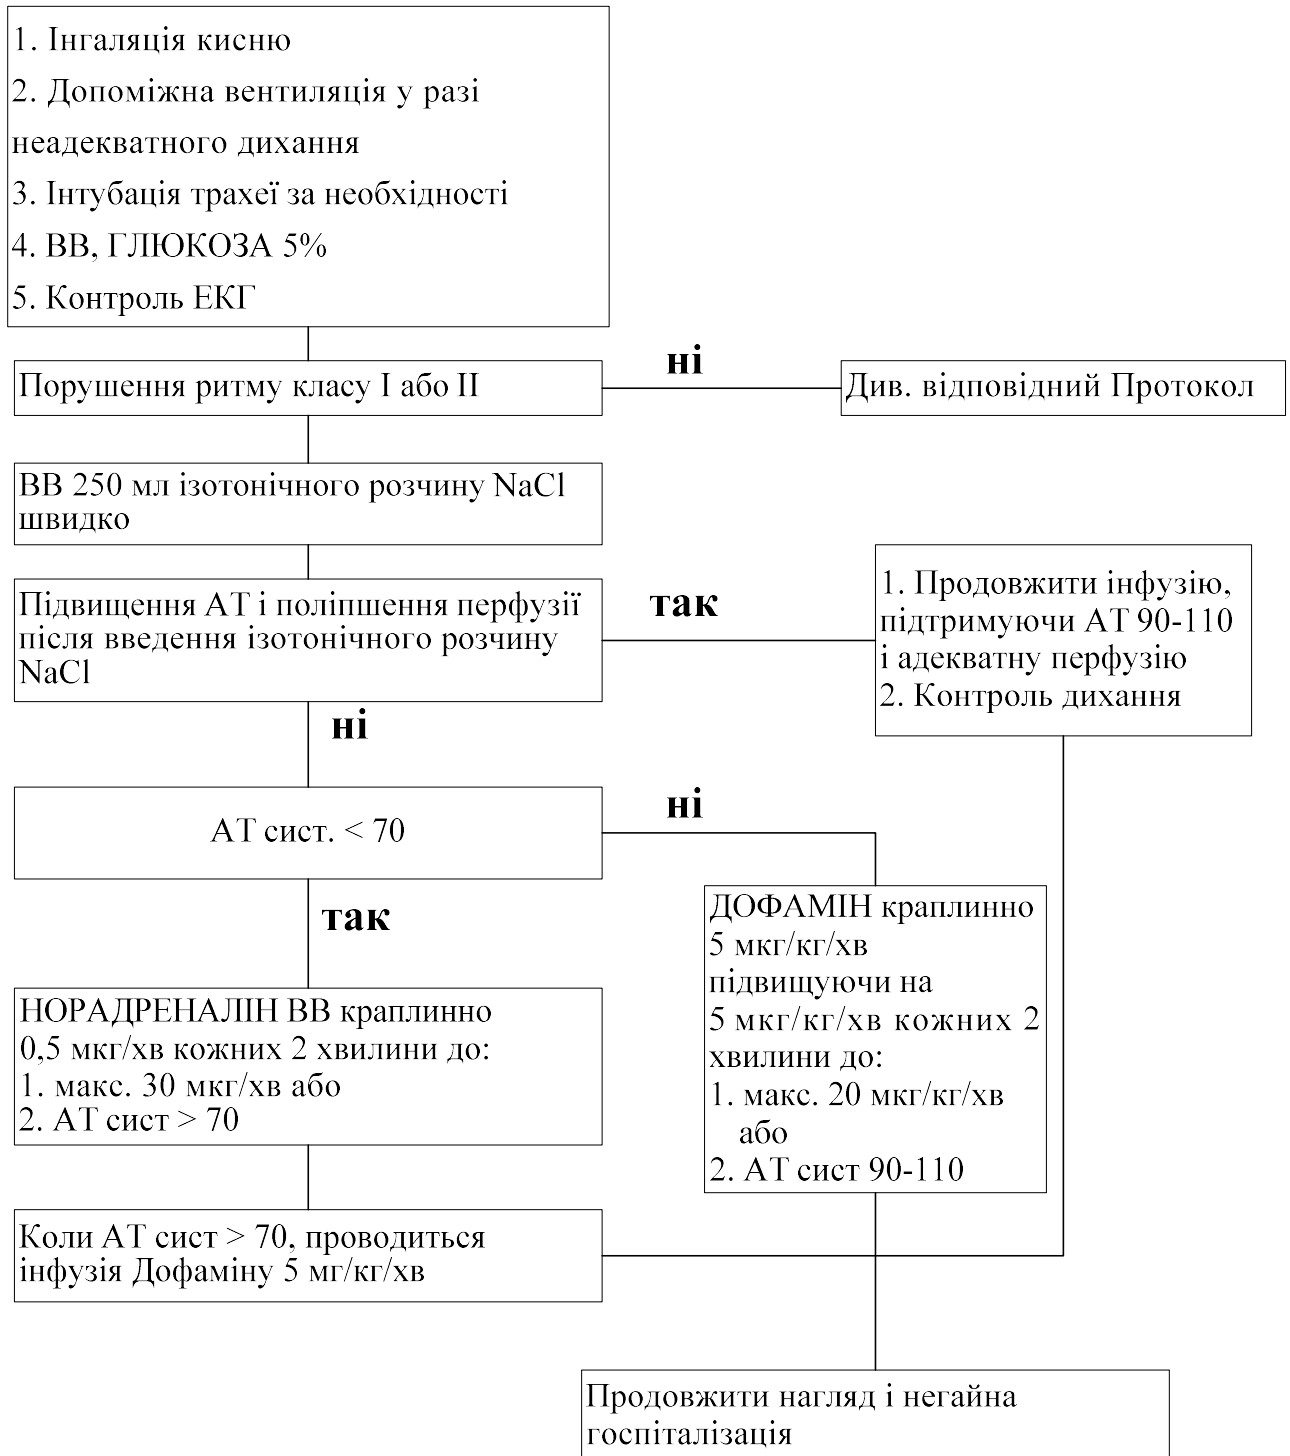 1. Інгаляція кисню
2. Допоміжна вентиляція у разі
неадекватного дихання
3. Інтубація трахеї за необхідності
4. ВВ, ГЛЮКОЗА 5%
5. Контроль ЕКГ
Порушення ритму класу I або II
ні
Див. відповідний Протокол
ВВ 250 мл ізотонічного розчину NaCl
швидко
Підвищення АТ і поліпшення перфузії
після введення ізотонічного розчину
NaCl
так
1. Продовжити інфузію,
підтримуючи АТ 90-110
і адекватну перфузію
2. Контроль дихання
ні
АТ сист. < 70
ні
так
ДОФАМІН краплинно
5 мкг/кг/хв
підвищуючи на
5 мкг/кг/хв кожних 2
хвилини до:
1. макс. 20 мкг/кг/хв
або
2. АТ сист 90-110
НОРАДРЕНАЛІН ВВ краплинно
0,5 мкг/хв кожних 2 хвилини до:
1. макс. 30 мкг/хв або
2. АТ сист > 70
Коли АТ сист > 70, проводиться
інфузія Дофаміну 5 мг/кг/хв
Продовжити нагляд і негайна
госпіталізація